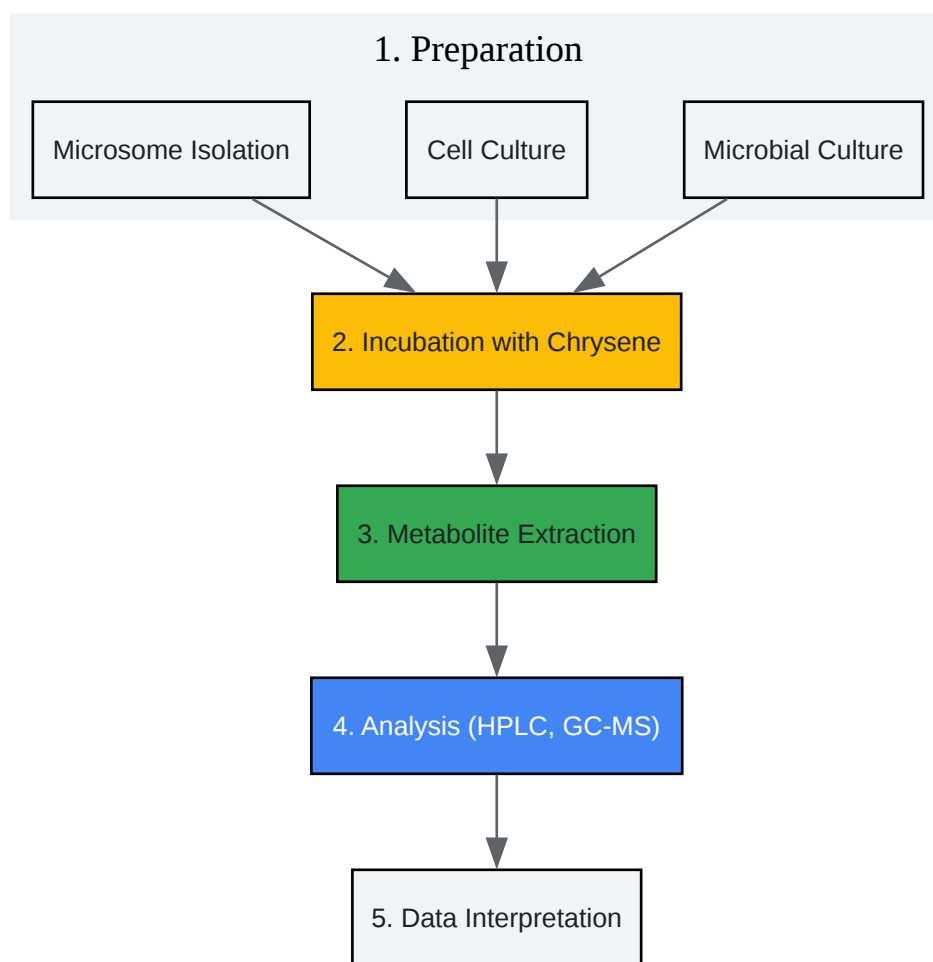 1. Preparation
Microsome Isolation
Cell Culture
Microbial Culture
2. Incubation with Chrysene
3. Metabolite Extraction
4. Analysis (HPLC, GC-MS)
5. Data Interpretation